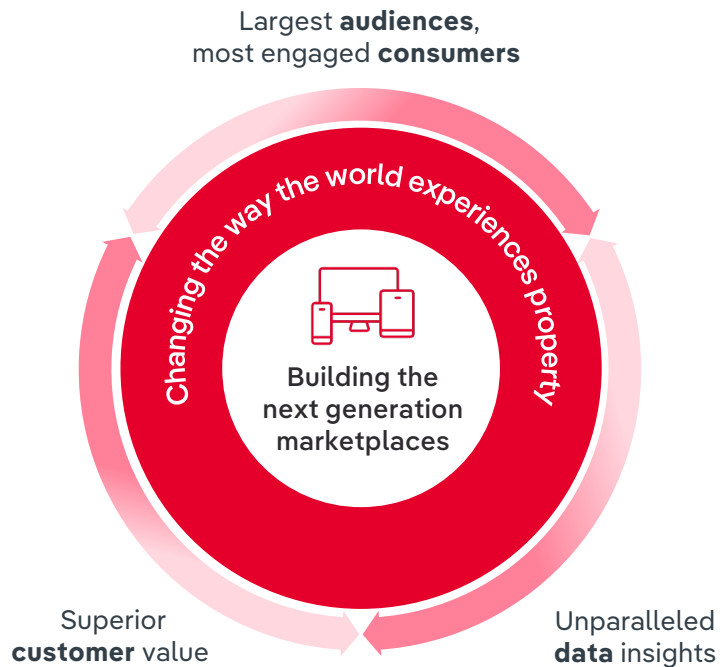 Largest audiences,
most engaged consumers
Changing the way the world experiences property
Building the
next generation
marketplaces
Superior
customer value
Unparalleled
data insights